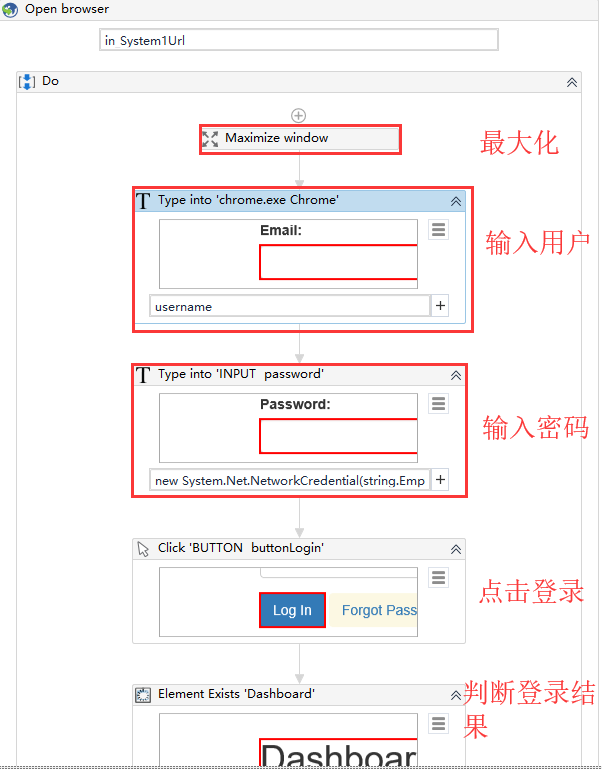 Open browser
in System1Url
Do
Maximize window
最大化
Type into 'chrome.exe Chrome'
Email:
输入用户
username
Type into 'INPUT password'
Password:
输入密码
new System.Net.NetworkCredential(string.Emp
Click 'BUTTON buttonLogin'
Log In
Forgot Pass
点击登录
Element Exists 'Dashboard'
判断登录结
果
Dashboar